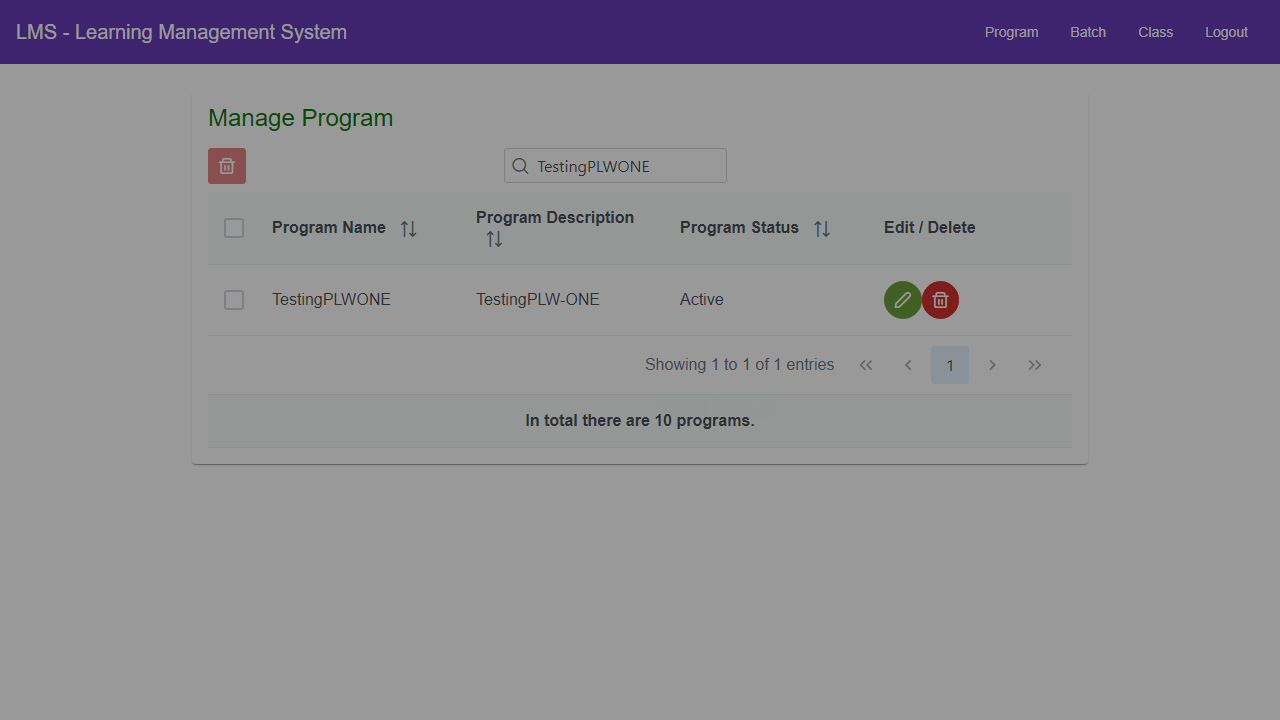 LMS - Learning Management System
Program Batch Class Logout
Manage Program
TestingPLWONE
Program Name Program Description Program Status Edit / Delete
TestingPLWONE TestingPLW-ONE Active
Showing 1 to 1 of 1 entries << < 1 > >>
In total there are 10 programs.